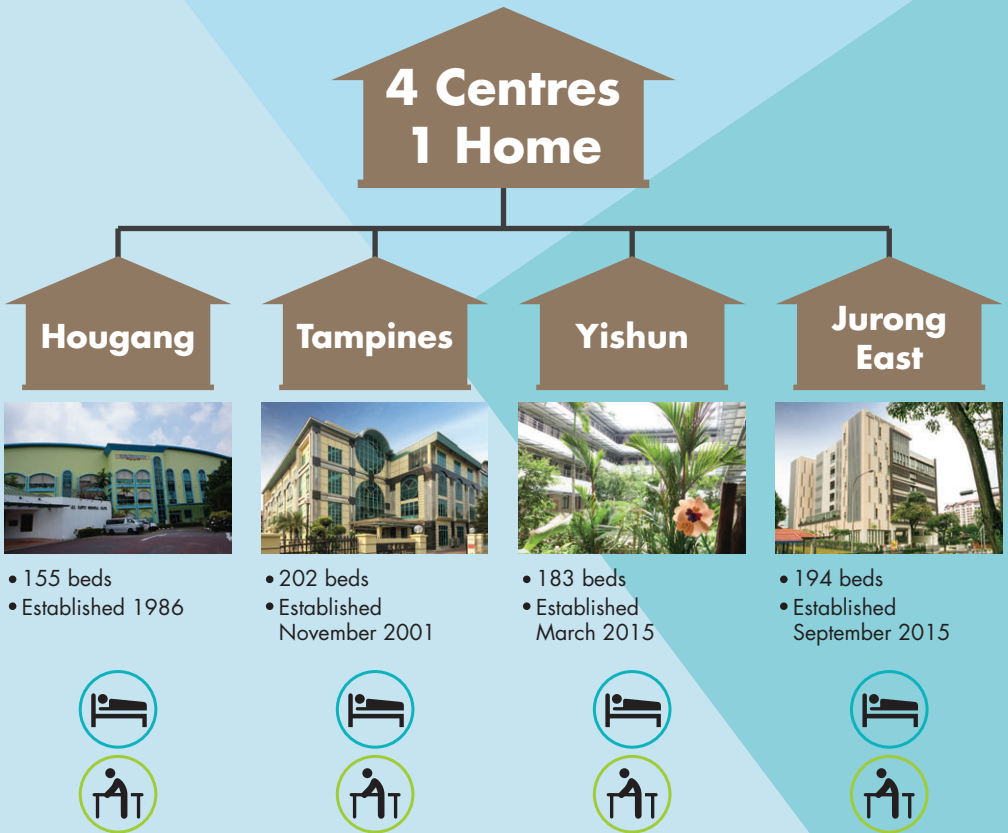 4 Centres
1 Home
Hougang
Tampines
Yishun
Jurong
East
• 155 beds
• Established 1986
• 202 beds
• Established
November 2001
• 183 beds
• Established
March 2015
• 194 beds
• Established
September 2015